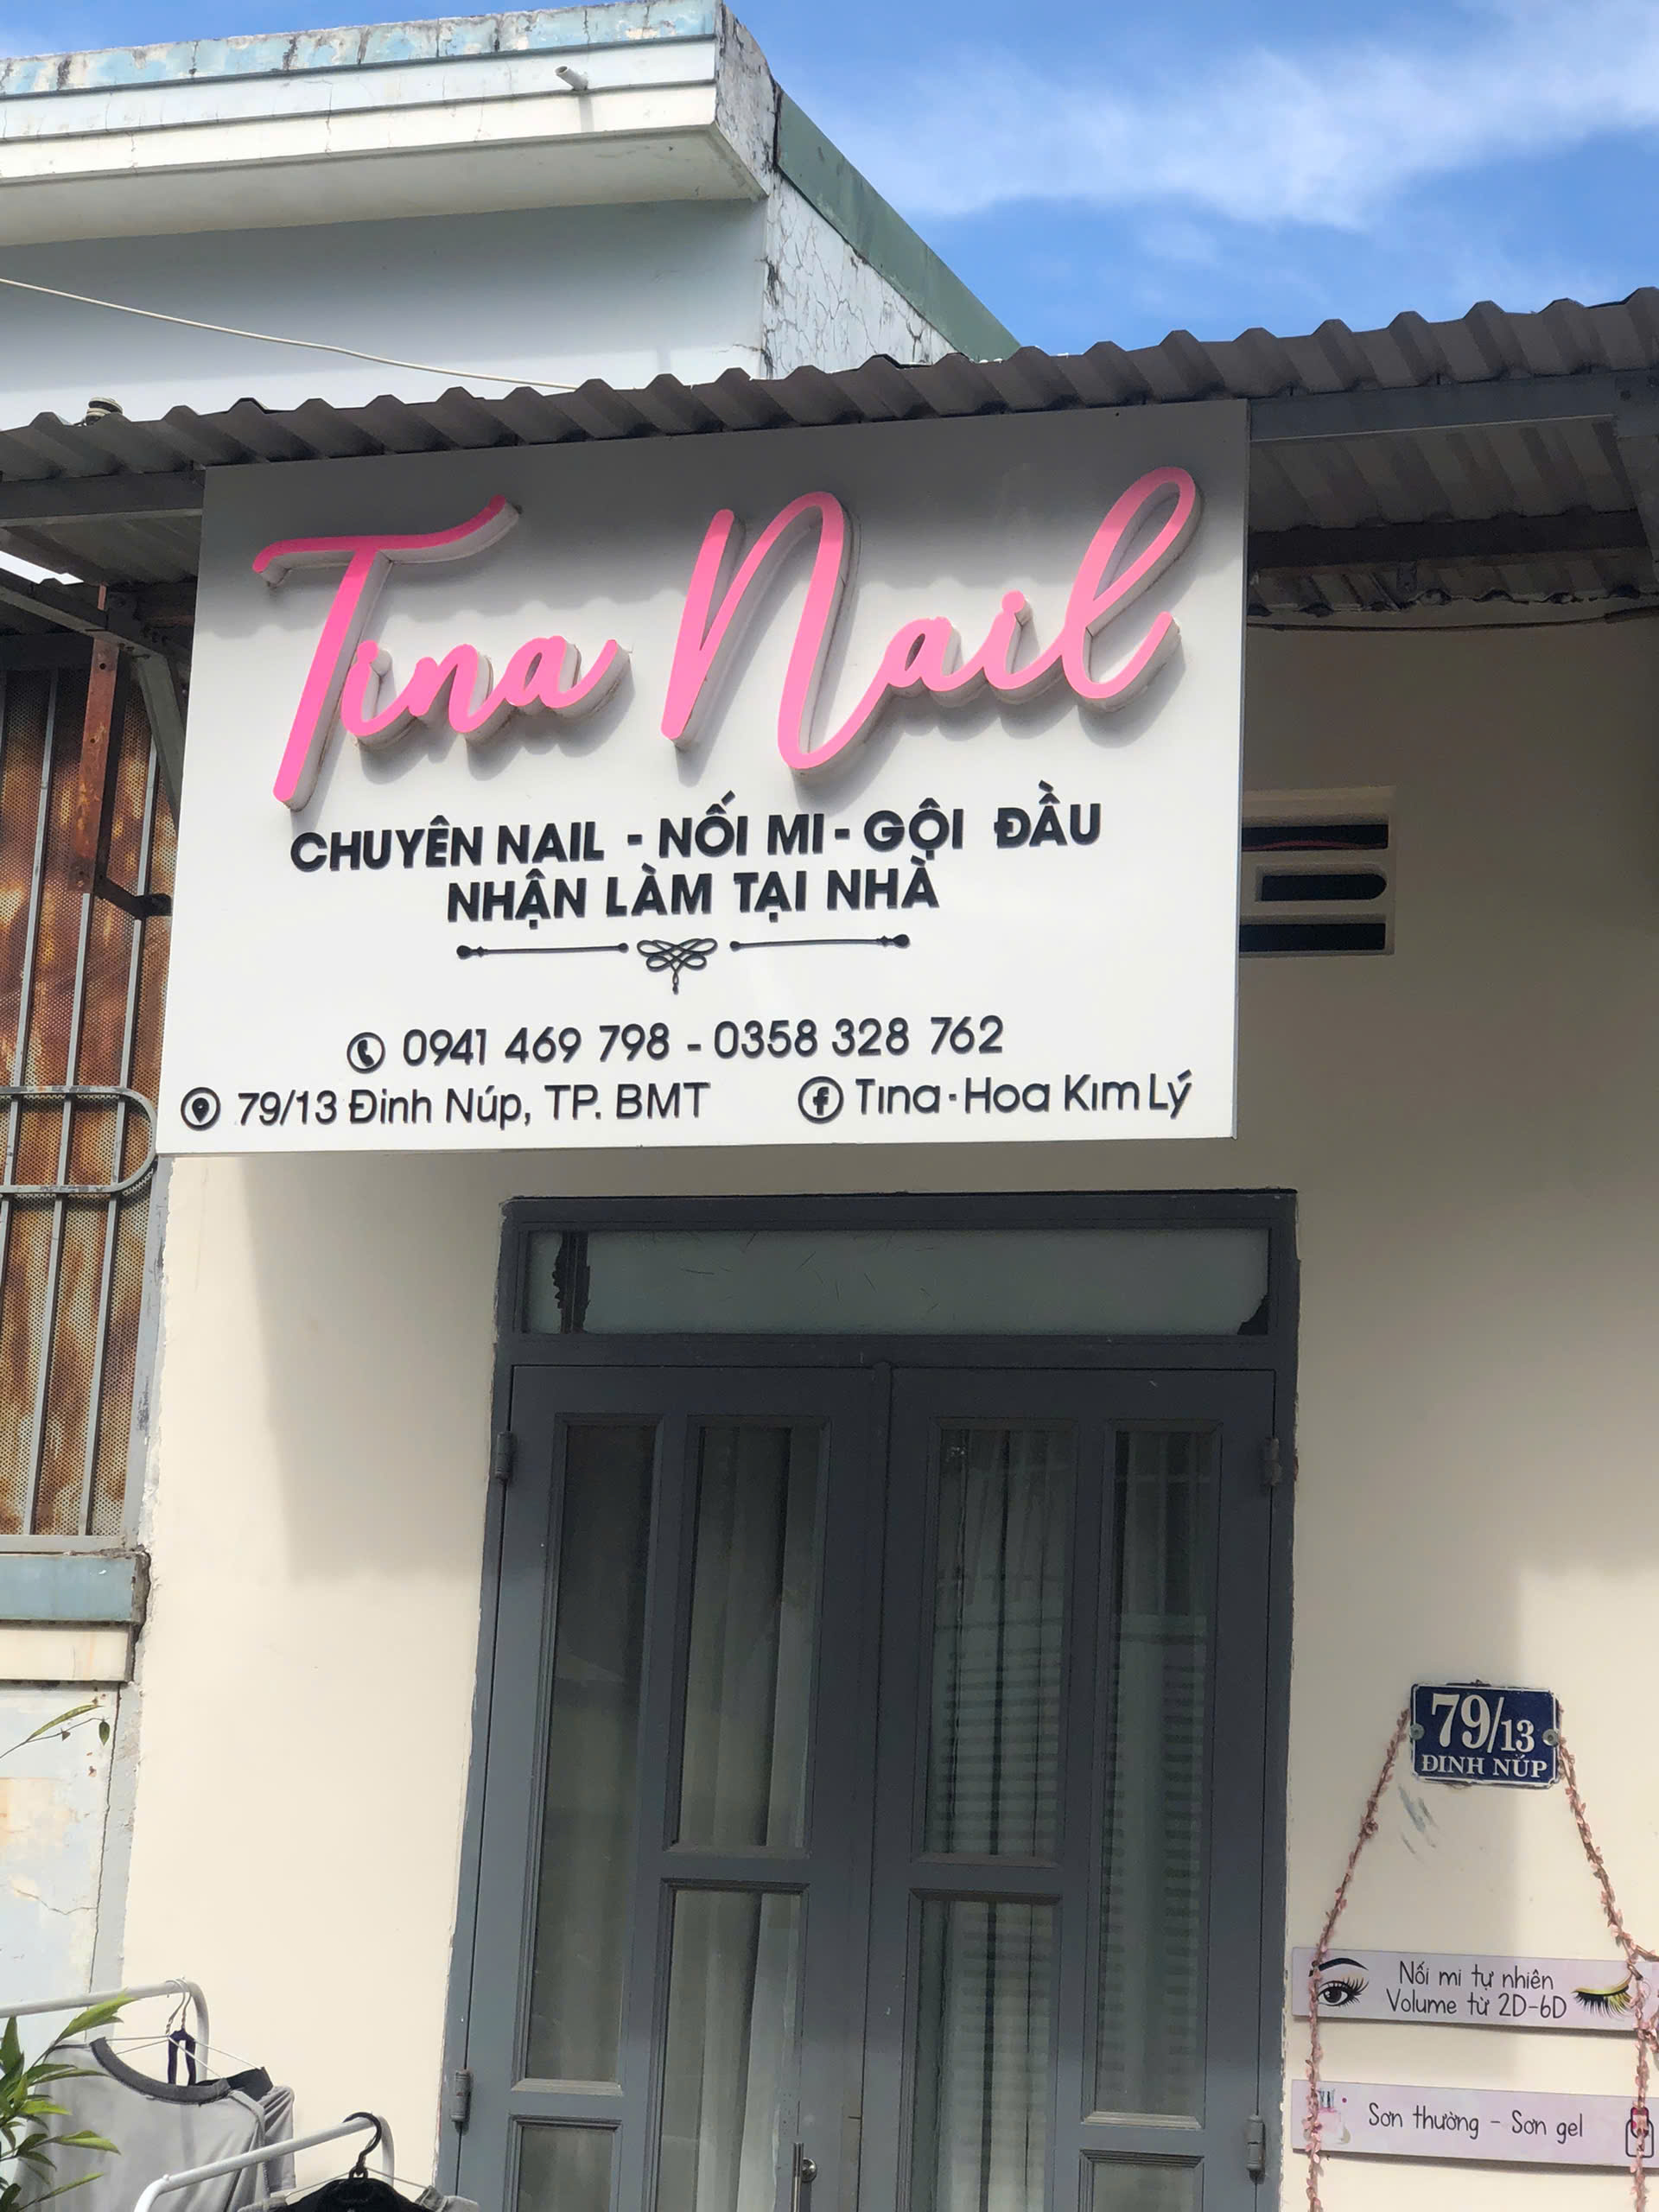 Tina Nail
CHUYÊN NAIL - NỐI MI - GỘI ĐẦU
NHẬN LÀM TẠI NHÀ
0941 469 798 - 0358 328 762
79/13 Đinh Núp, TP. BMT
Tina - Hoa Kim Lý
79/13
ĐINH NÚP
Nối mi tự nhiên
Volume từ 2D-6D
Sơn thường - Sơn gel